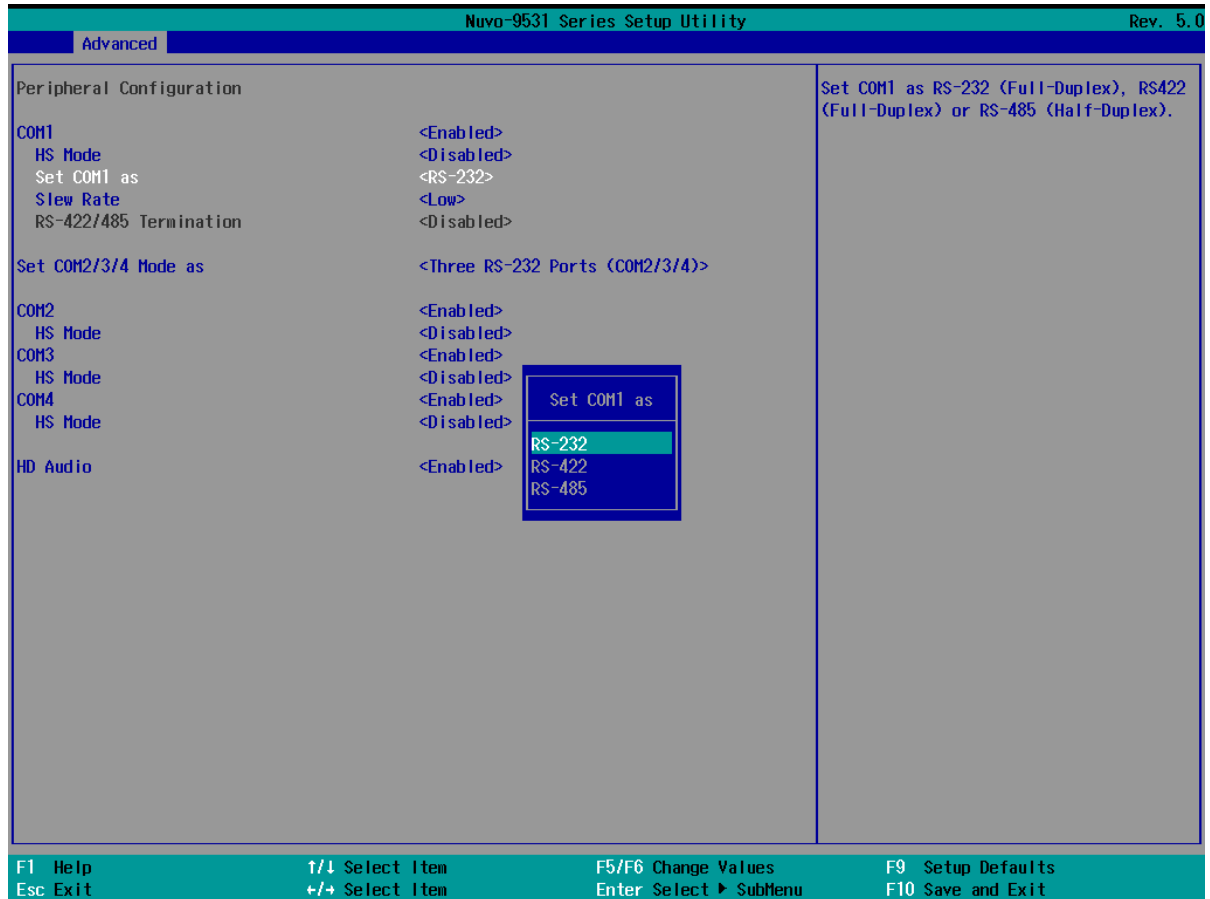 Nuvo-9531 Series Setup Utility Rev. 5.0
Advanced
Peripheral Configuration
COM1 <Enabled>
HS Mode <Disabled>
Set COM1 as <RS-232>
Slew Rate <Low>
RS-422/485 Termination <Disabled>
Set COM2/3/4 Mode as <Three RS-232 Ports (COM2/3/4)>
COM2 <Enabled>
HS Mode <Disabled>
COM3 <Enabled>
HS Mode <Disabled>
COM4 <Enabled>
HS Mode <Disabled>
HD Audio <Enabled>
Set COM1 as
RS-232
RS-422
RS-485
Set COM1 as RS-232 (Full-Duplex), RS422
(Full-Duplex) or RS-485 (Half-Duplex).
F1 Help ↑/↓ Select Item F5/F6 Change Values F9 Setup Defaults
Esc Exit ←/→ Select Item Enter Select ▶ SubMenu F10 Save and Exit